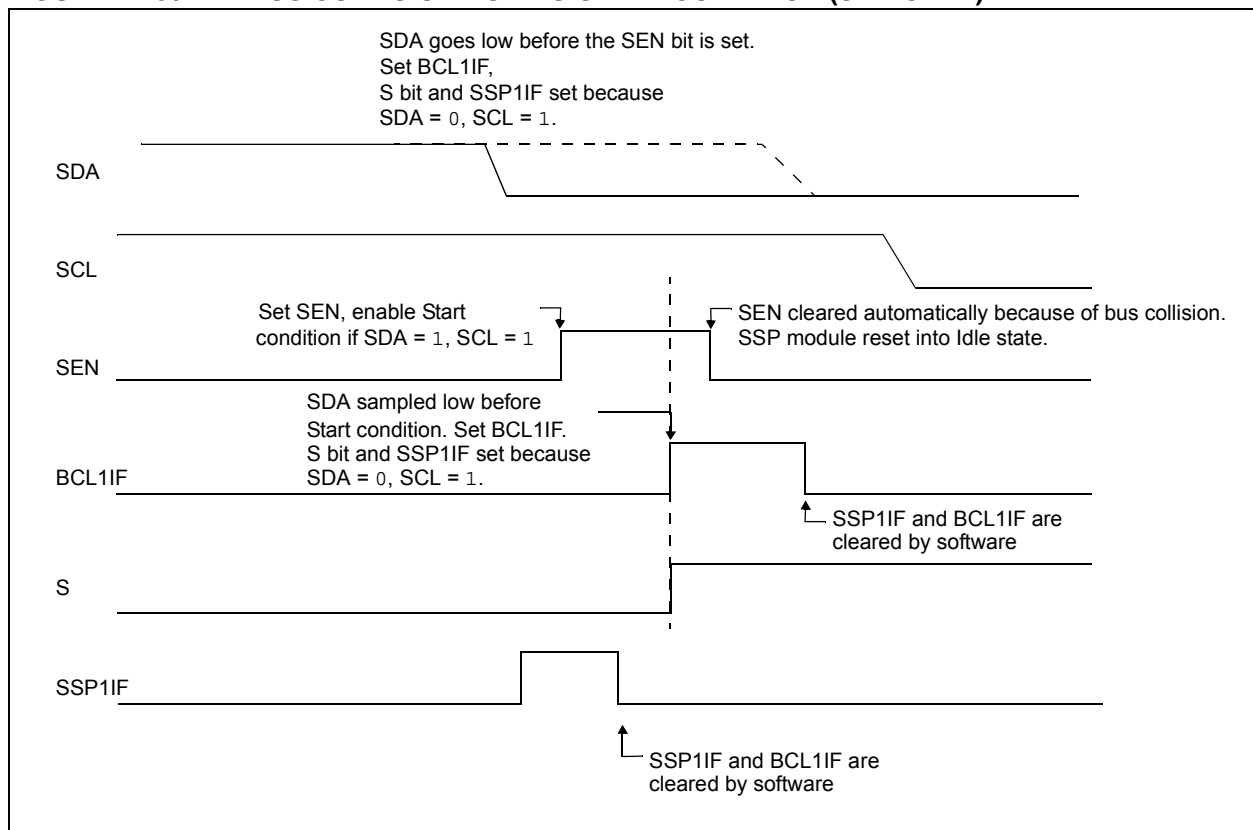 SDA goes low before the SEN bit is set.
Set BCL1IF,
S bit and SSP1IF set because
SDA = 0, SCL = 1.
SDA
SCL
Set SEN, enable Start
condition if SDA = 1, SCL = 1
SEN cleared automatically because of bus collision.
SSP module reset into Idle state.
SEN
SDA sampled low before
Start condition. Set BCL1IF.
S bit and SSP1IF set because
SDA = 0, SCL = 1.
BCL1IF
SSP1IF and BCL1IF are
cleared by software
S
SSP1IF
SSP1IF and BCL1IF are
cleared by software